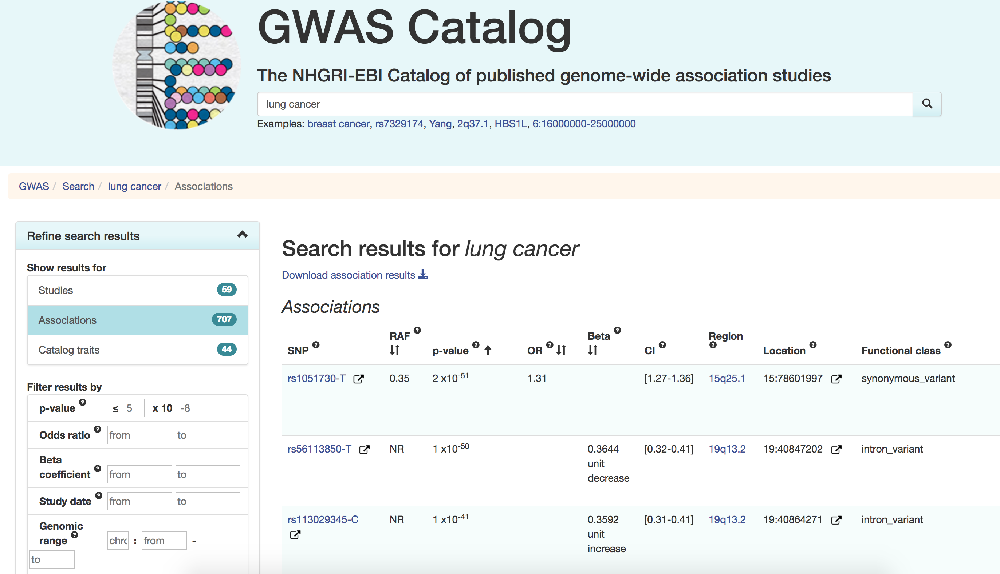 GWAS Catalog
The NHGRI-EBI Catalog of published genome-wide association studies
lung cancer
Examples: breast cancer, rs7329174, Yang, 2q37.1, HBS1L, 6:16000000-25000000
GWAS / Search / lung cancer / Associations
Refine search results
Show results for
Studies 59
Associations 707
Catalog traits 44
Filter results by
p-value ? ≤ 5 x 10 -8
Odds ratio ? from to
Beta
coefficient ? from to
Study date ? from to
Genomic
range ? chrc : from -
to
Search results for lung cancer
Download association results
Associations
SNP ? RAF ? p-value ? OR ? Beta ? CI ? Region ? Location ? Functional class ?
rs1051730-T 0.35 2 x10-51 1.31 [1.27-1.36] 15q25.1 15:78601997 synonymous_variant
rs56113850-T NR 1 x10-50 0.3644 [0.32-0.41] 19q13.2 19:40847202 intron_variant
unit
decrease
rs113029345-C NR 1 x10-41 0.3592 [0.31-0.41] 19q13.2 19:40864271 intron_variant
unit
increase